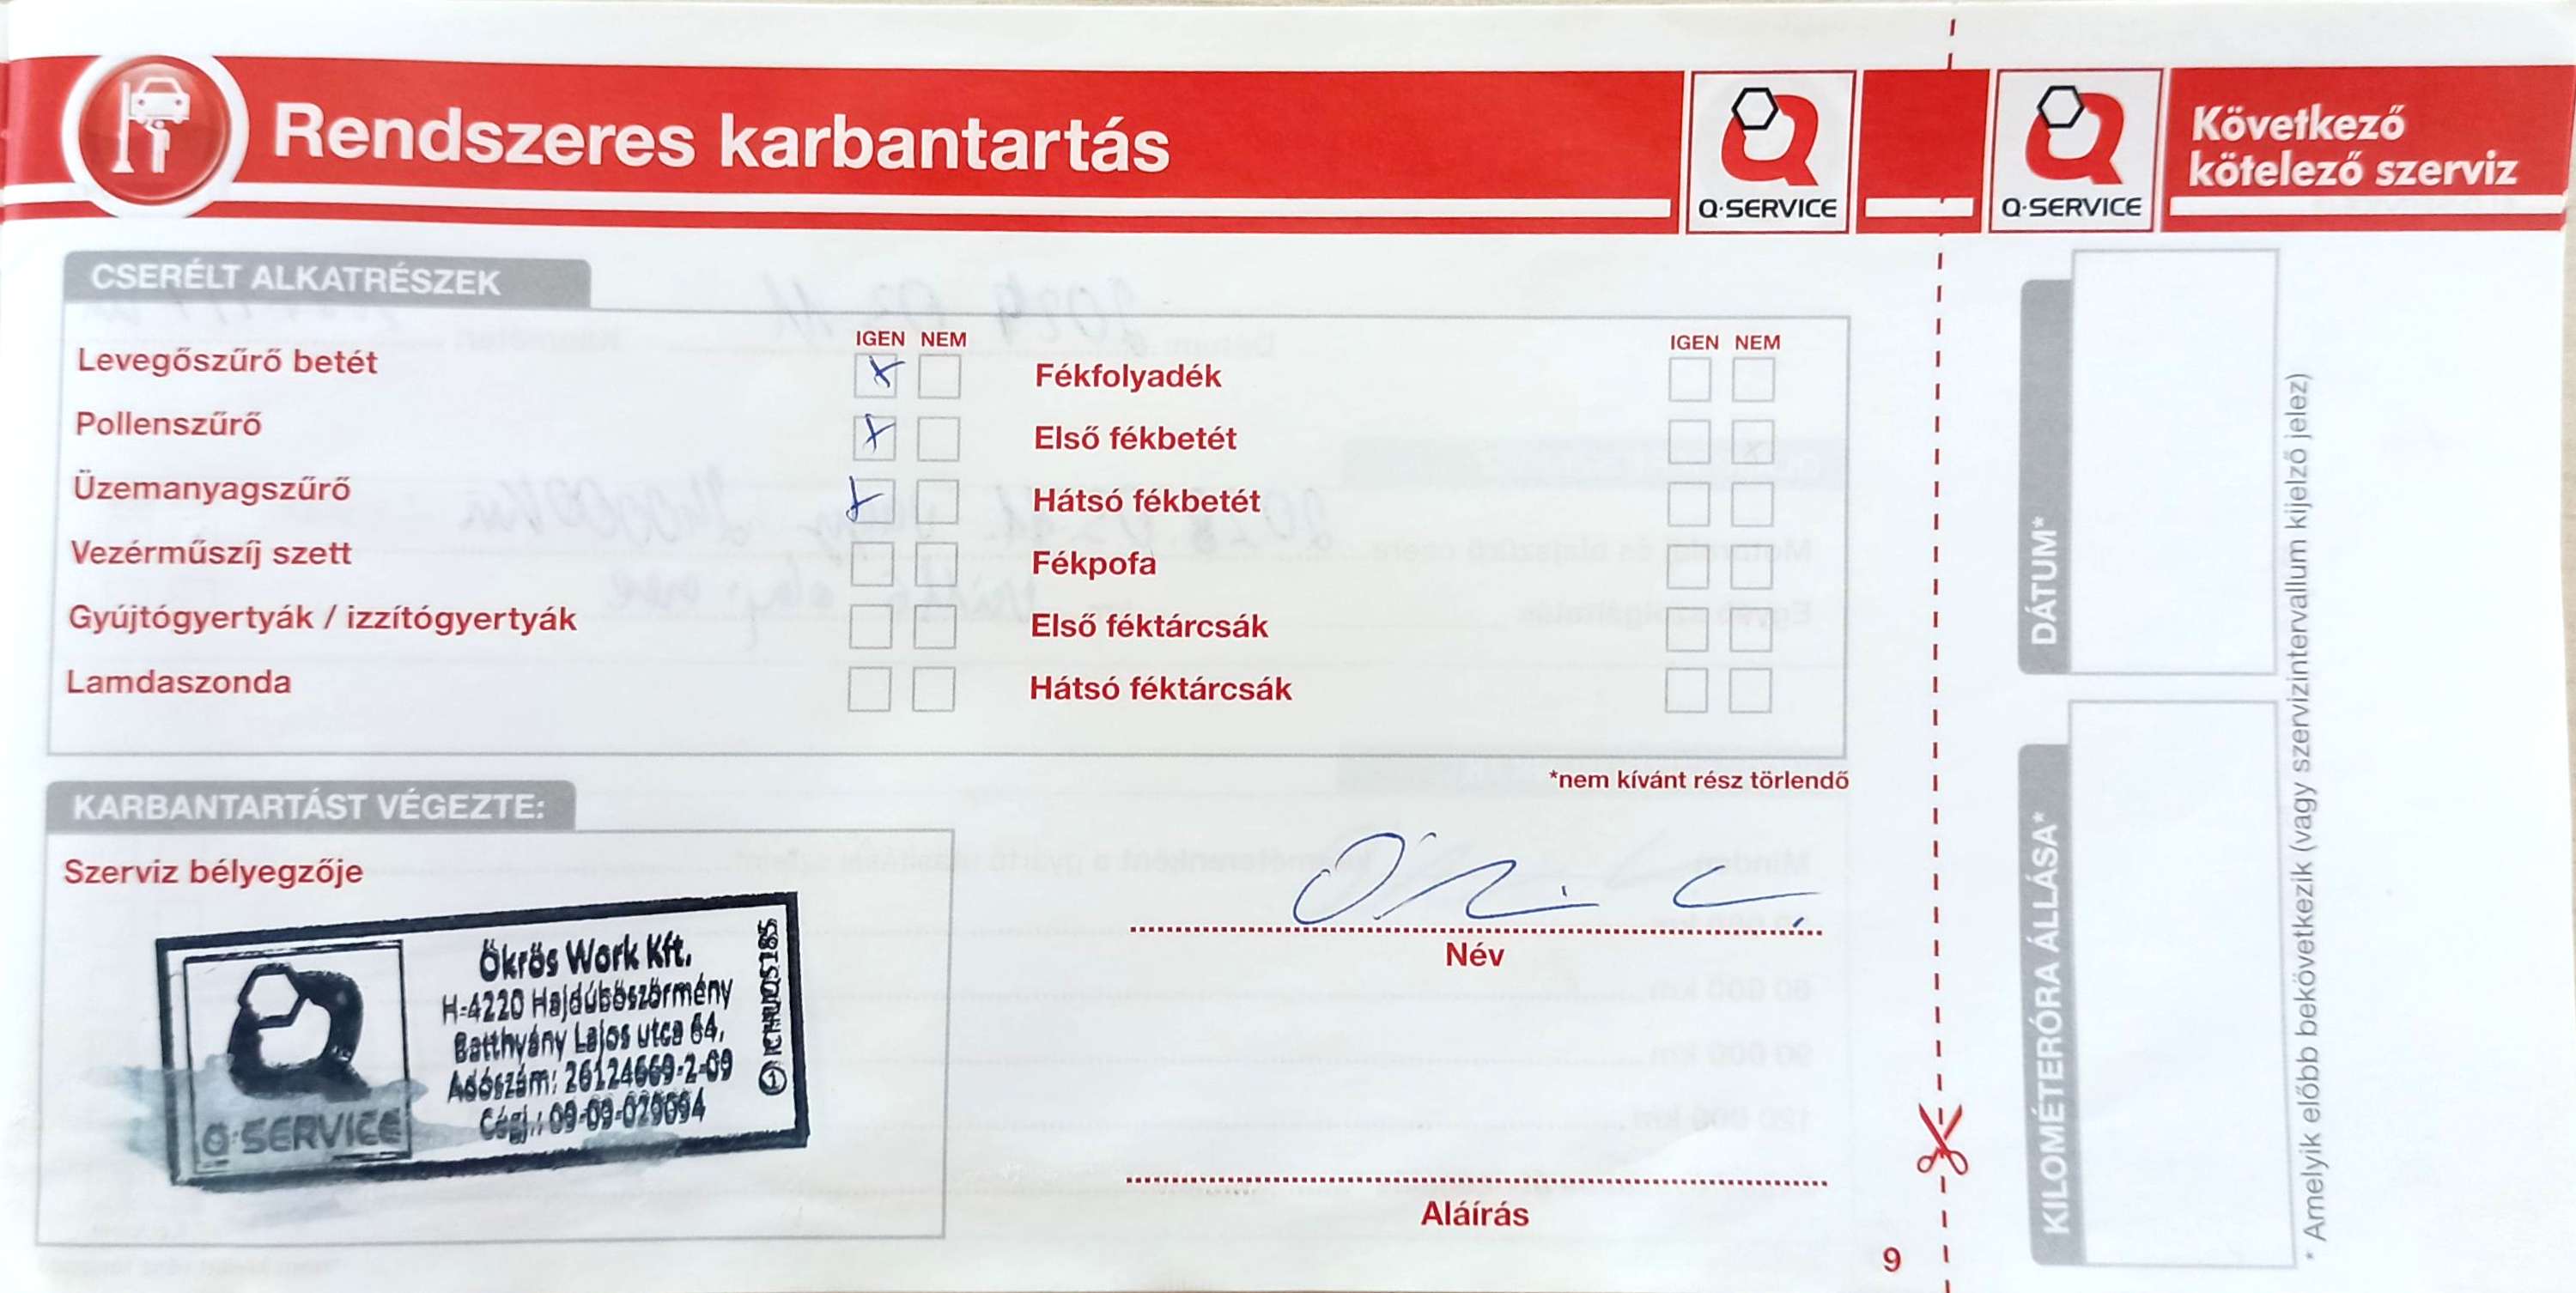 Rendszeres karbantartás
Q·SERVICE
Q·SERVICE
Következő
kötelező szerviz
CSERÉLT ALKATRÉSZEK
IGEN NEM
IGEN NEM
Levegőszűrő betét
Fékfolyadék
Pollenszűrő
Első fékbetét
Üzemanyagszűrő
Hátsó fékbetét
Vezérműszíj szett
Fékpofa
Gyújtógyertyák / izzítógyertyák
Első féktárcsák
Lamdaszonda
Hátsó féktárcsák
*nem kívánt rész törlendő
KARBANTARTÁST VÉGEZTE:
Szerviz bélyegzője
Ökrös Work Kft.
H-4220 Hajdúböszörmény
Batthyány Lajos utca 64.
Adószám: 26124669-2-09
Cégj.: 09-09-029094
Q·SERVICE
Név
Aláírás
9
DÁTUM*
KILOMÉTERÓRA ÁLLÁSA*
* Amelyik előbb bekövetkezik (vagy szervizintervallum kijelző jelez)